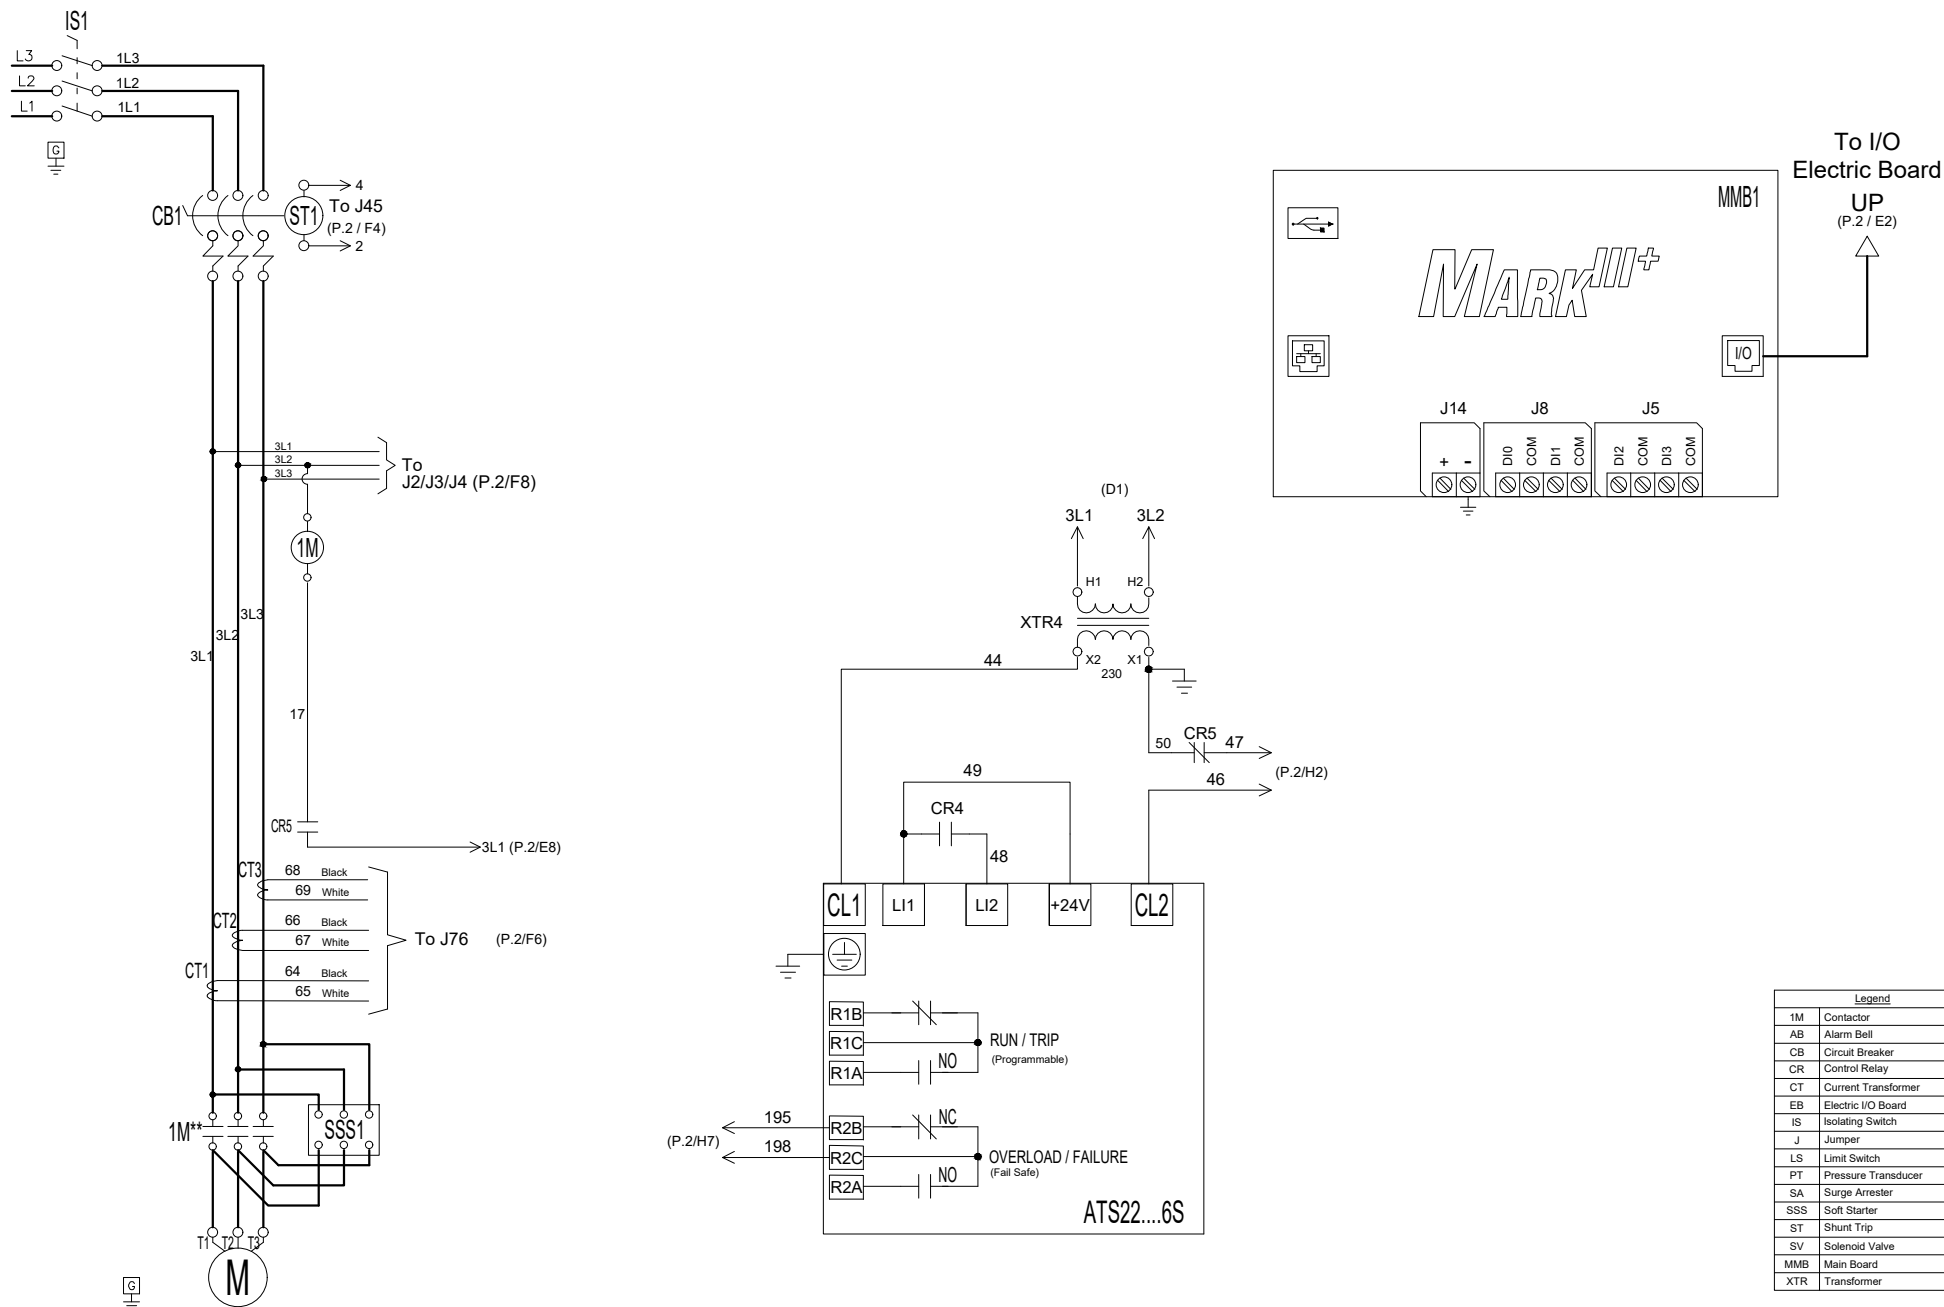 IS1
L3 1L3
L2 1L2
L1 1L1
G
CB1
ST1
4
To J45
(P.2 / F4)
2
3L1
3L2
3L3
To
J2/J3/J4 (P.2/F8)
1M
3L3
3L2
3L1
17
CR5
3L1 (P.2/E8)
CT3
68 Black
69 White
CT2
66 Black
67 White
To J76 (P.2/F6)
CT1
64 Black
65 White
1M**
SSS1
T1 T2 T3
M
G
(D1)
3L1 3L2
H1 H2
XTR4
X2 X1
230
44
50 CR5 47
(P.2/H2)
46
49
CR4
48
CL1 LI1 LI2 +24V CL2
R1B
R1C RUN / TRIP
(Programmable)
R1A NO
195 R2B NC
(P.2/H7)
198 R2C OVERLOAD / FAILURE
(Fail Safe)
R2A NO
ATS22....6S
To I/O
Electric Board
UP
(P.2 / E2)
MMB1
MARK III+
I/O
J14 J8 J5
+ - DI0 COM DI1 COM DI2 COM DI3 COM
Legend
1M Contactor
AB Alarm Bell
CB Circuit Breaker
CR Control Relay
CT Current Transformer
EB Electric I/O Board
IS Isolating Switch
J Jumper
LS Limit Switch
PT Pressure Transducer
SA Surge Arrester
SSS Soft Starter
ST Shunt Trip
SV Solenoid Valve
MMB Main Board
XTR Transformer